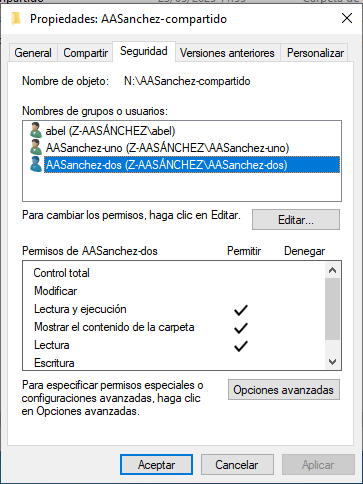 Propiedades: AASanchez-compartido
General
Compartir
Seguridad
Versiones anteriores
Personalizar
Nombre de objeto: N:\AASanchez-compartido
Nombres de grupos o usuarios:
abel (Z-AASÁNCHEZ\abel)
AASanchez-uno (Z-AASÁNCHEZ\AASanchez-uno)
AASanchez-dos (Z-AASÁNCHEZ\AASanchez-dos)
Para cambiar los permisos, haga clic en Editar.
Editar...
Permisos de AASanchez-dos Permitir Denegar
Control total
Modificar
Lectura y ejecución
Mostrar el contenido de la carpeta
Lectura
Escritura
Para especificar permisos especiales o
configuraciones avanzadas, haga clic
en Opciones avanzadas.
Opciones avanzadas
Aceptar
Cancelar
Aplicar